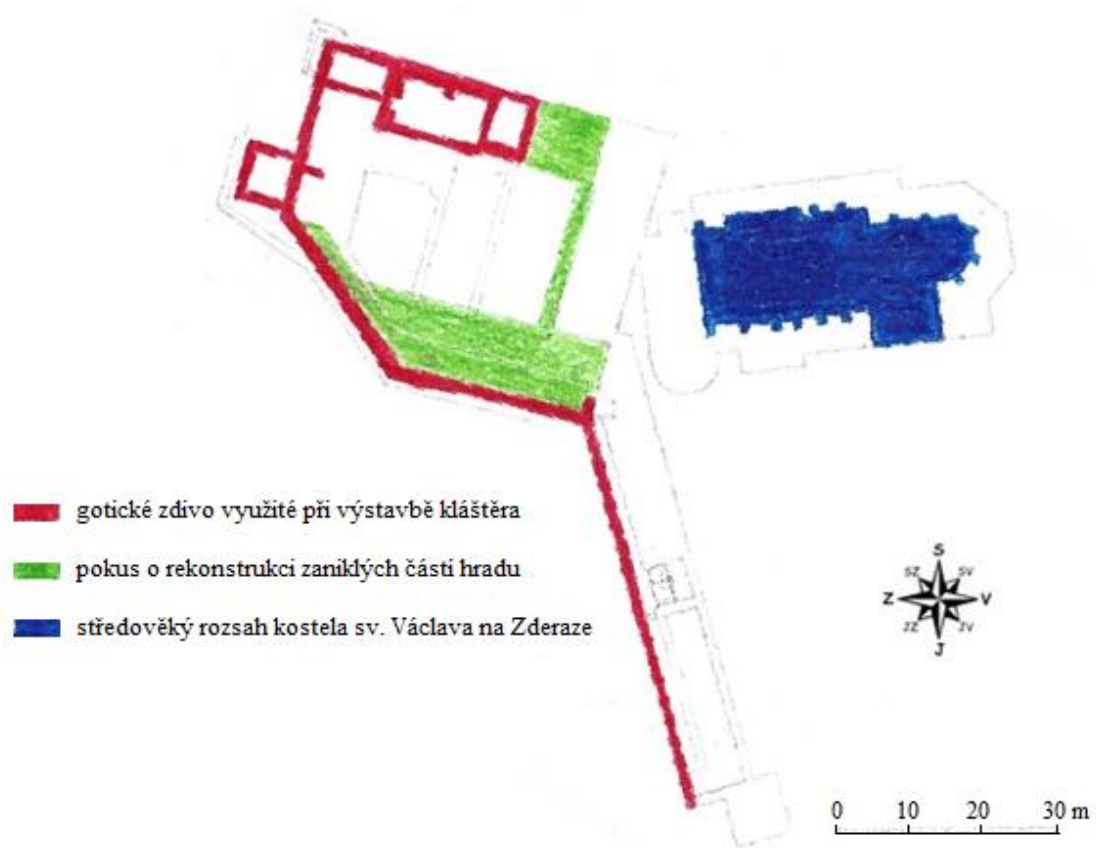 gotické zdivo využité při výstavbě kláštera
pokus o rekonstrukci zaniklých částí hradu
středověký rozsah kostela sv. Václava na Zderaze
S
SZ SV
Z V
JZ JV
J
0 10 20 30 m